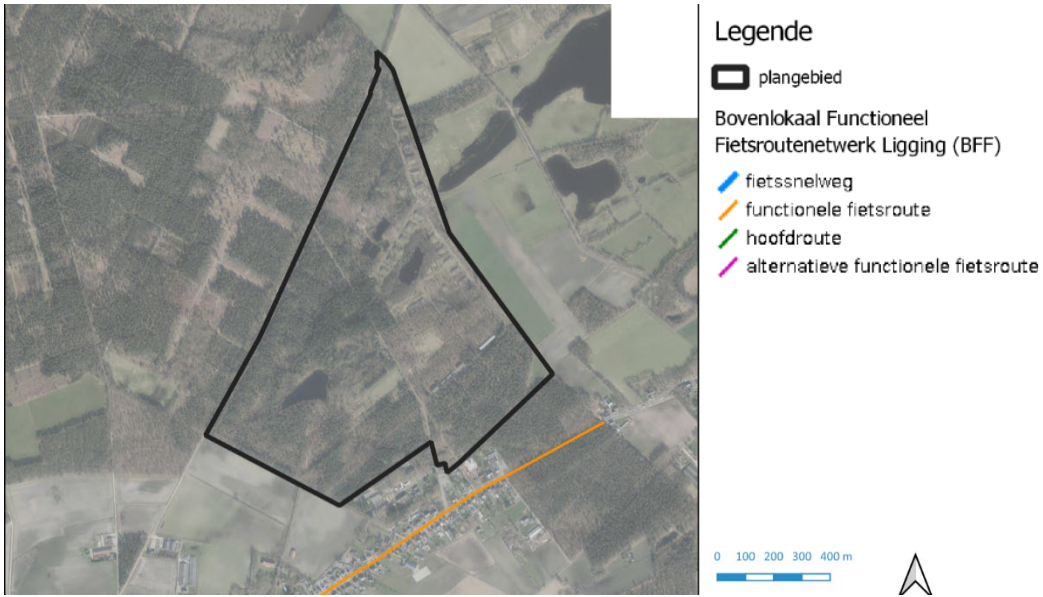 Legende
plangebied
Bovenlokaal Functioneel
Fietsroutenetwerk Ligging (BFF)
fietssnelweg
functionele fietsroute
hoofdroute
alternatieve functionele fietsroute
0 100 200 300 400 m